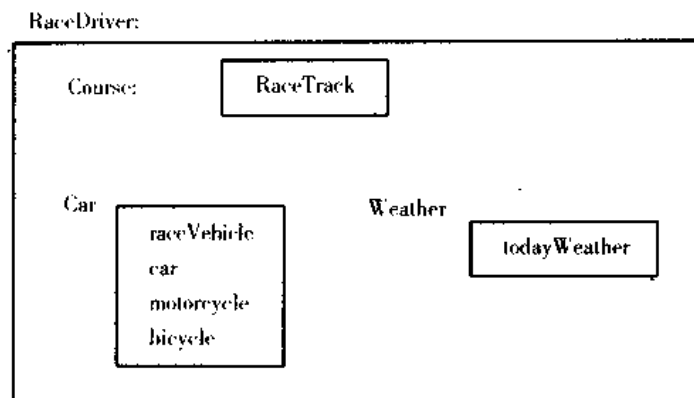 RaceDriver:
Course:
RaceTrack
Car
raceVehicle
car
motorcycle
bicycle
Weather
todayWeather